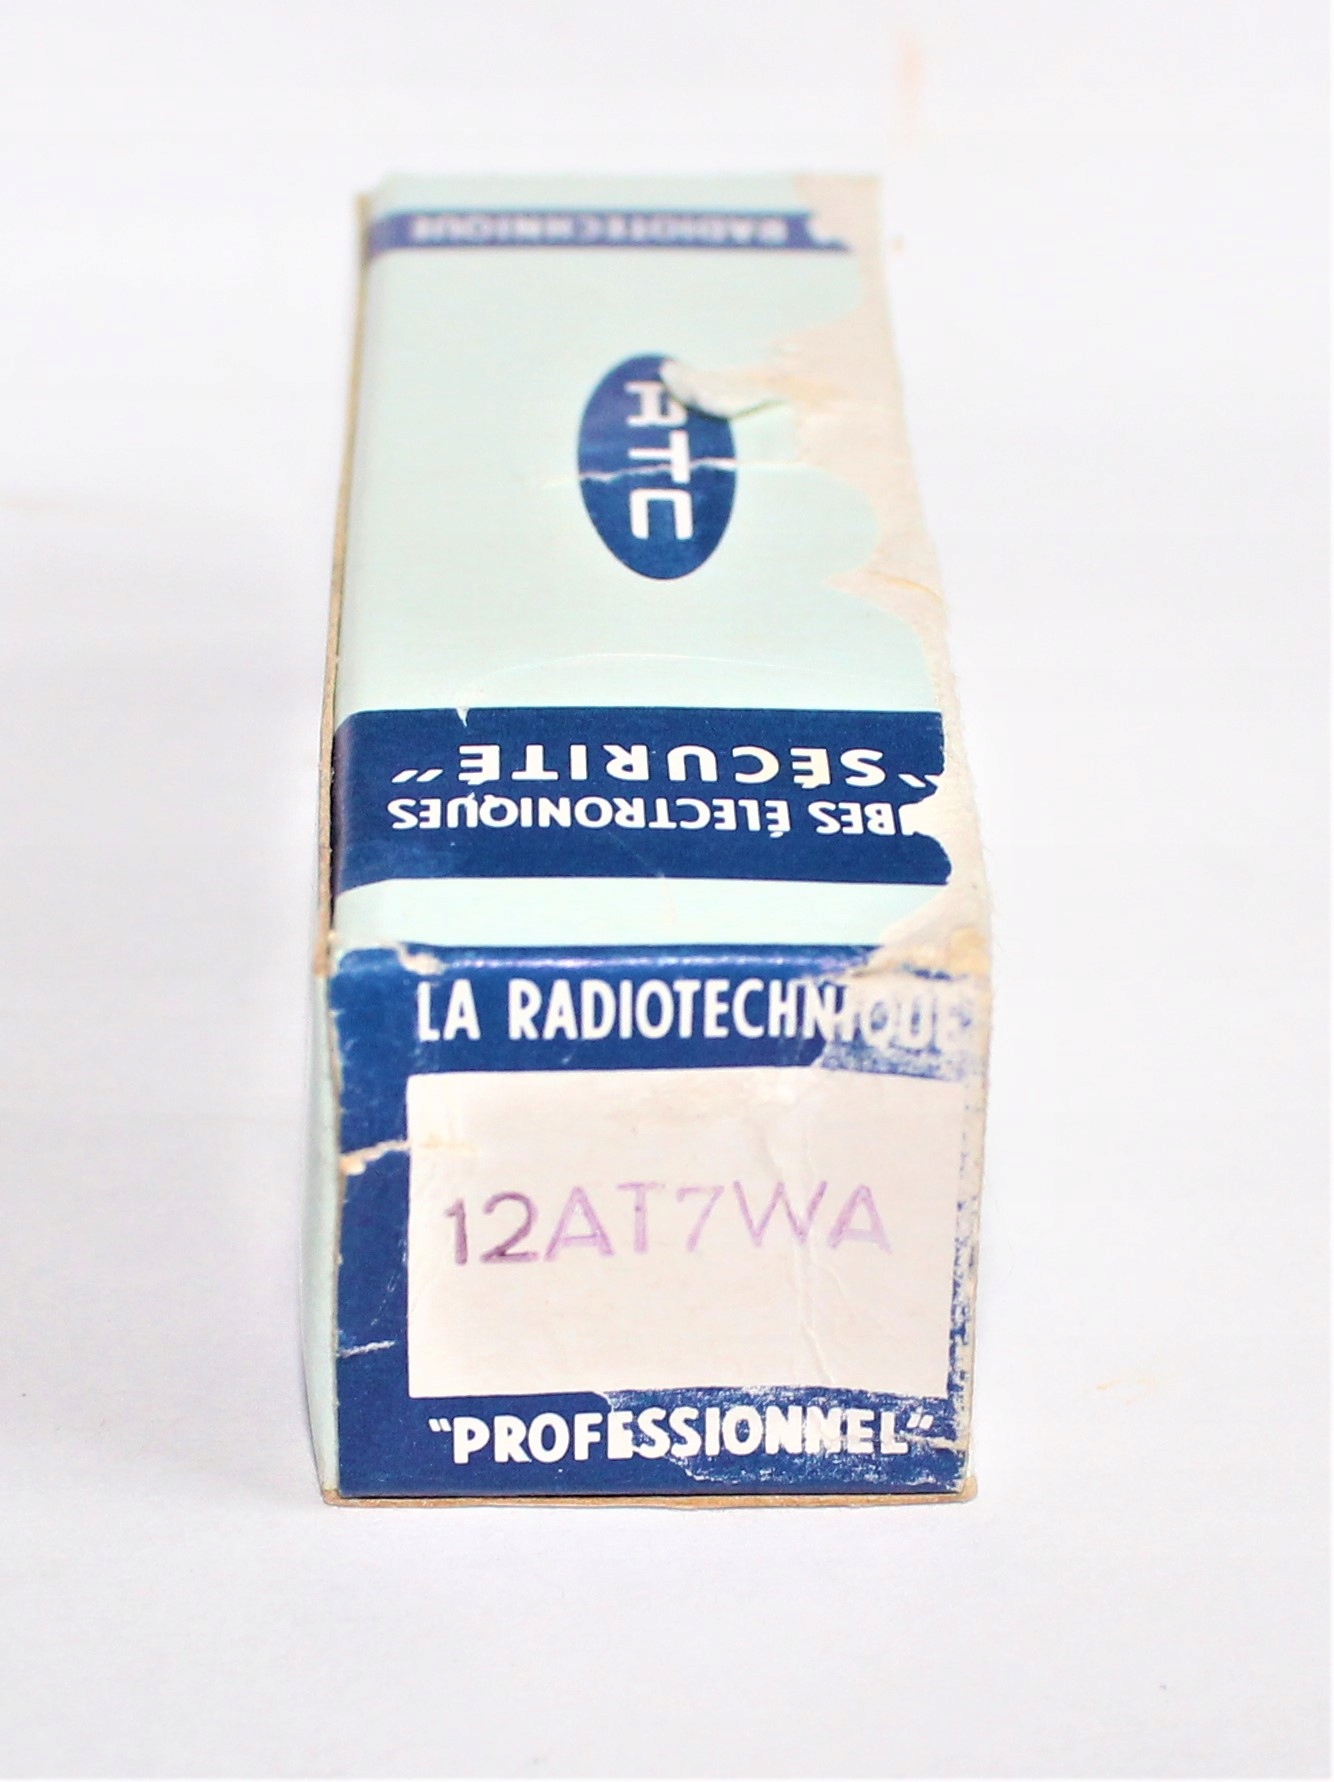 RADIOTECHNIQUE
RTC
"SÉCURITÉ"
BES ÉLECTRONIQUES
LA RADIOTECHNIQUE
12AT7WA
"PROFESSIONNEL"